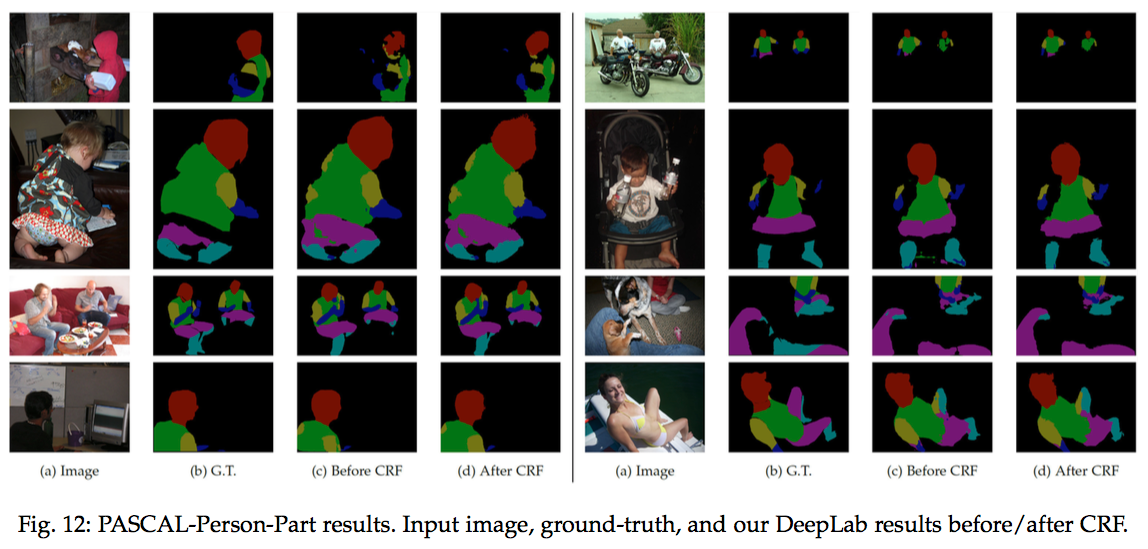 (a) Image (b) G.T. (c) Before CRF (d) After CRF (a) Image (b) G.T. (c) Before CRF (d) After CRF
Fig. 12: PASCAL-Person-Part results. Input image, ground-truth, and our DeepLab results before/after CRF.